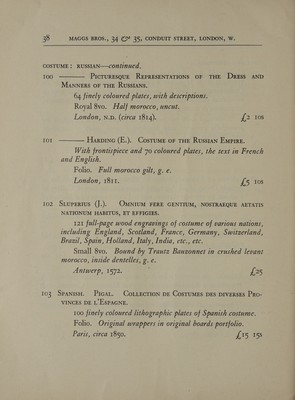 38 MAGGS BROS., 34 & 35, CONDUIT STREET, LONDON, W.
COSTUME: RUSSIAN—continued.
100 ——— PICTURESQUE REPRESENTATIONS OF THE DRESS AND
MANNERS OF THE RUSSIANS.
64 finely coloured plates, with descriptions.
Royal 8vo. Half morocco, uncut.
London, N.D. (circa 1814). £2 10s
101 ——— HARDING (E.). COSTUME OF THE RUSSIAN EMPIRE.
With frontispiece and 70 coloured plates, the text in French
and English.
Folio. Full morocco gilt, g. e.
London, 1811. £5 10s
102 SLUPERIUS (J.). OMNIUM FERE GENTIUM, NOSTRAEQUE AETATIS
NATIONUM HABITUS, ET EFFIGIES.
121 full-page wood engravings of costume of various nations,
including England, Scotland, France, Germany, Switzerland,
Brazil, Spain, Holland, Italy, India, etc., etc.
Small 8vo. Bound by Trautz Bauzonnet in crushed levant
morocco, inside dentelles, g. e.
Antwerp, 1572. £25
103 SPANISH. PIGAL. COLLECTION DE COSTUMES DES DIVERSES PRO-
VINCES DE L'ESPAGNE.
100 finely coloured lithographic plates of Spanish costume.
Folio. Original wrappers in original boards portfolio.
Paris, circa 1890. £15 15s